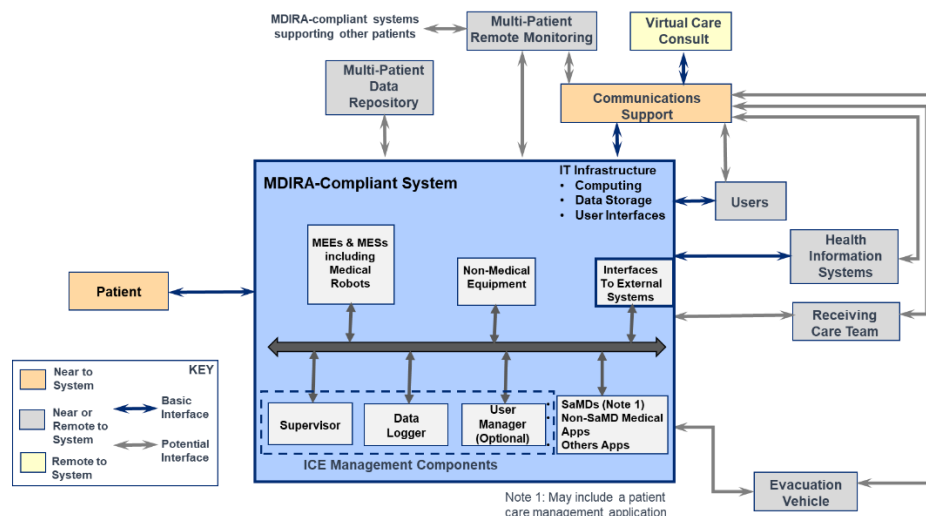 MDIRA-compliant systems
supporting other patients
Multi-Patient
Remote Monitoring
Virtual Care
Consult
Multi-Patient
Data
Repository
Communications
Support
MDIRA-Compliant System
IT Infrastructure
• Computing
• Data Storage
• User Interfaces
Users
MEEs & MESs
including
Medical
Robots
Non-Medical
Equipment
Interfaces
To External
Systems
Health
Information
Systems
Patient
Receiving
Care Team
KEY
Near to
System
Near or
Remote to
System
Remote to
System
Basic
Interface
Potential
Interface
Supervisor
Data
Logger
User
Manager
(Optional)
• SaMDs (Note 1)
• Non-SaMD Medical
Apps
• Others Apps
ICE Management Components
Evacuation
Vehicle
Note 1: May include a patient
care management application